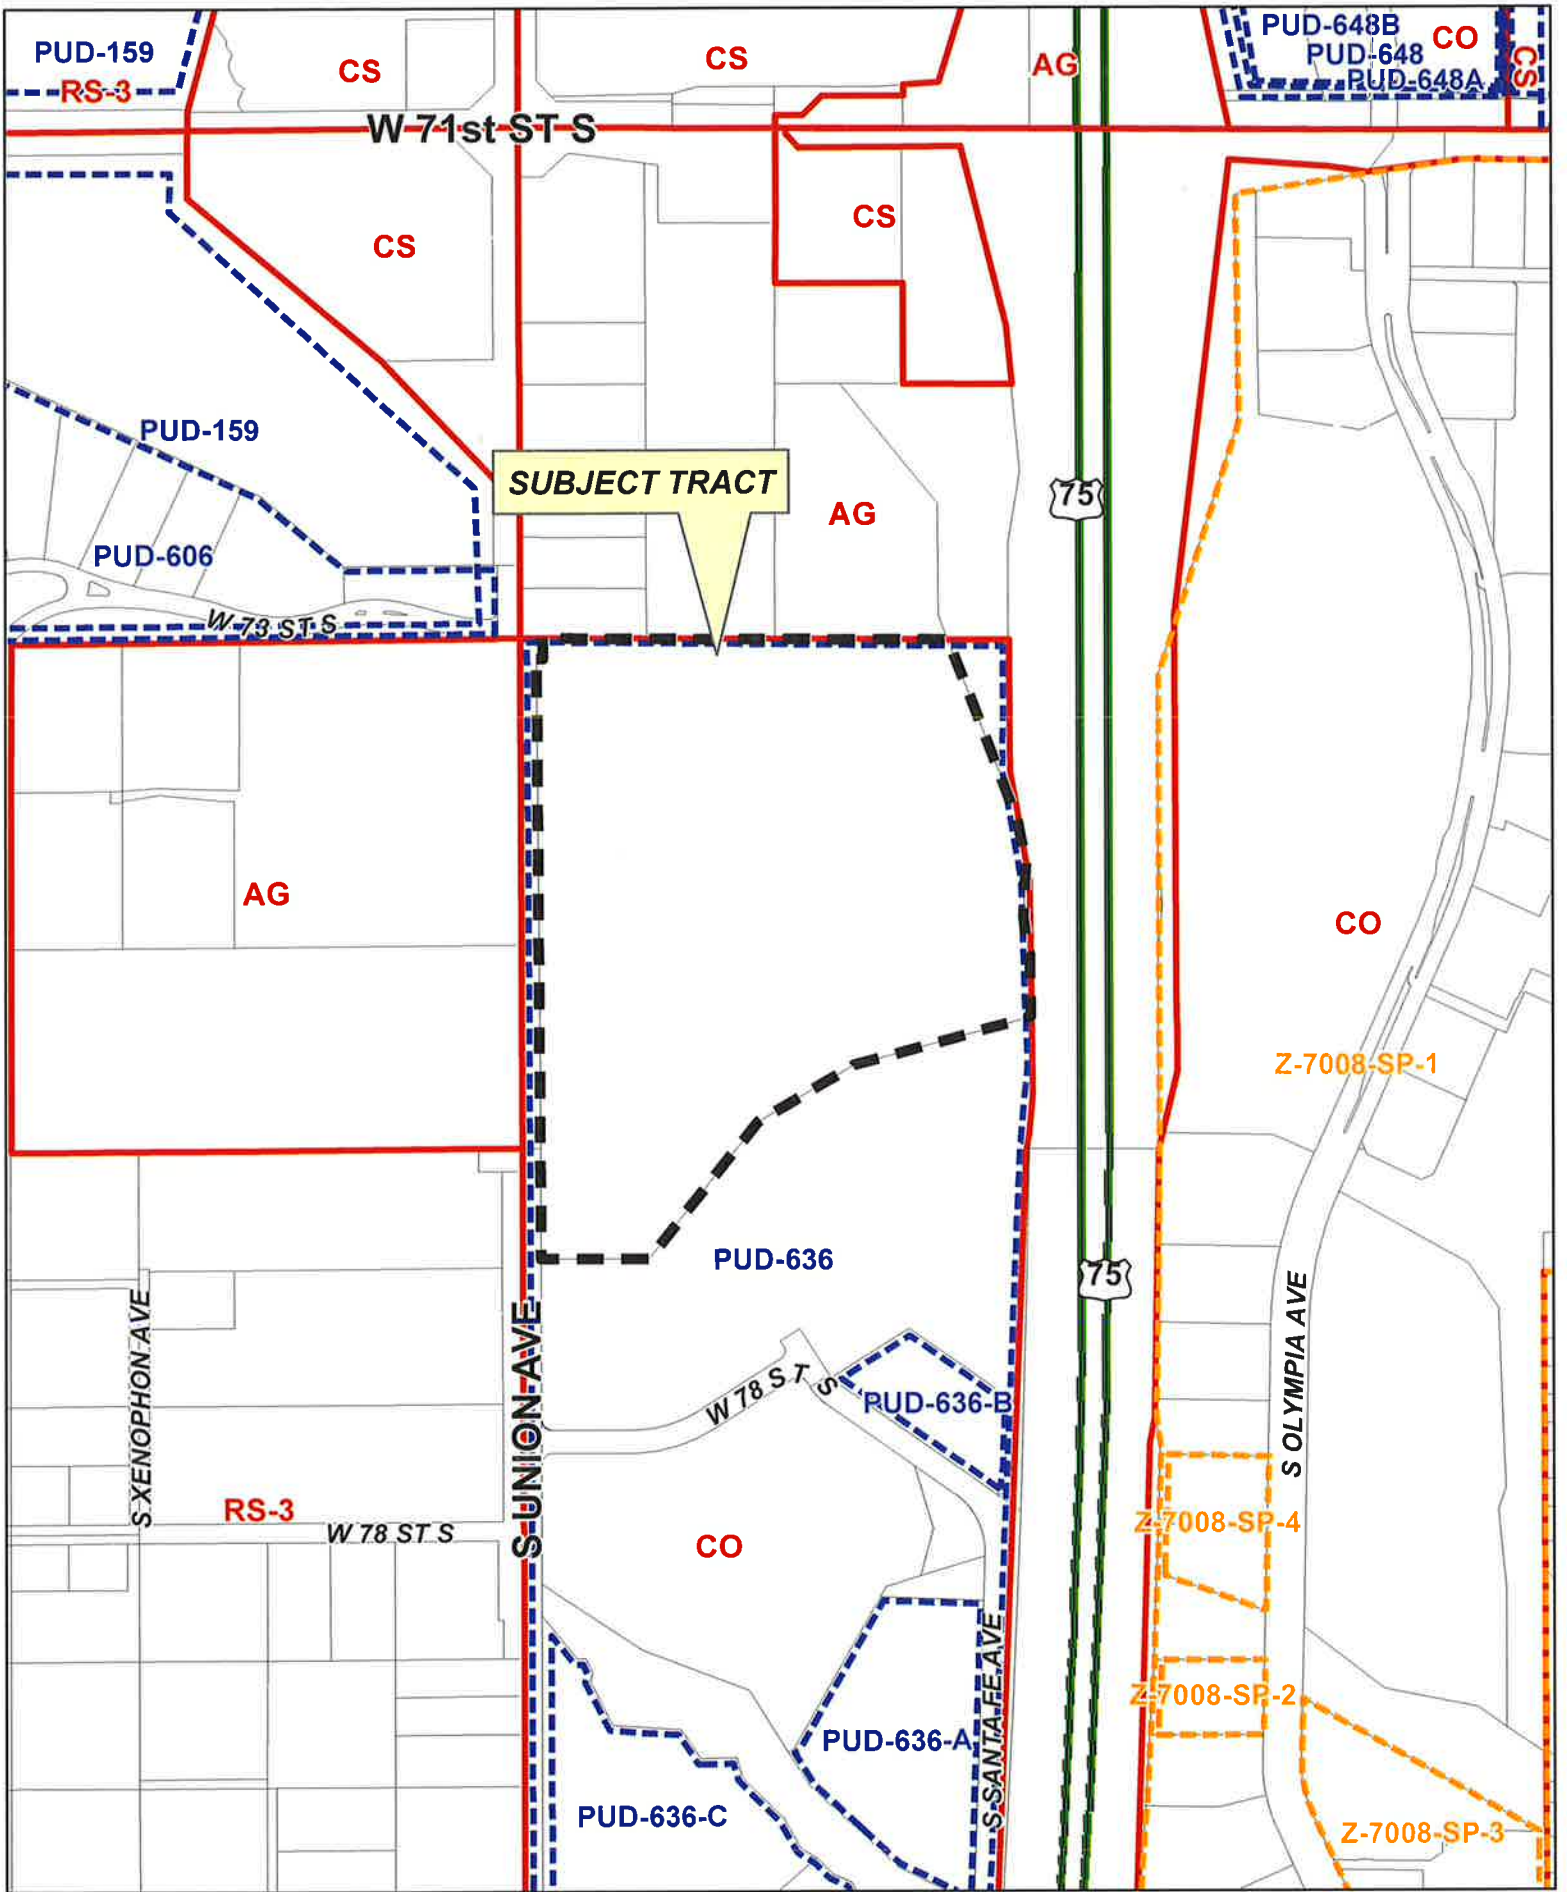 PUD-159
RS-3
CS
CS
AG
PUD-648B
PUD-648
PUD-648A
CO
CS
W 71st ST S
CS
CS
PUD-159
SUBJECT TRACT
AG
75
PUD-606
W 73 ST S
AG
CO
Z-7008-SP-1
PUD-636
75
S XENOPHON AVE
S UNION AVE
S OLYMPIA AVE
W 78 ST S
PUD-636-B
RS-3
W 78 ST S
CO
Z-7008-SP-4
Z-7008-SP-2
S SANTA FE AVE
PUD-636-A
PUD-636-C
Z-7008-SP-3